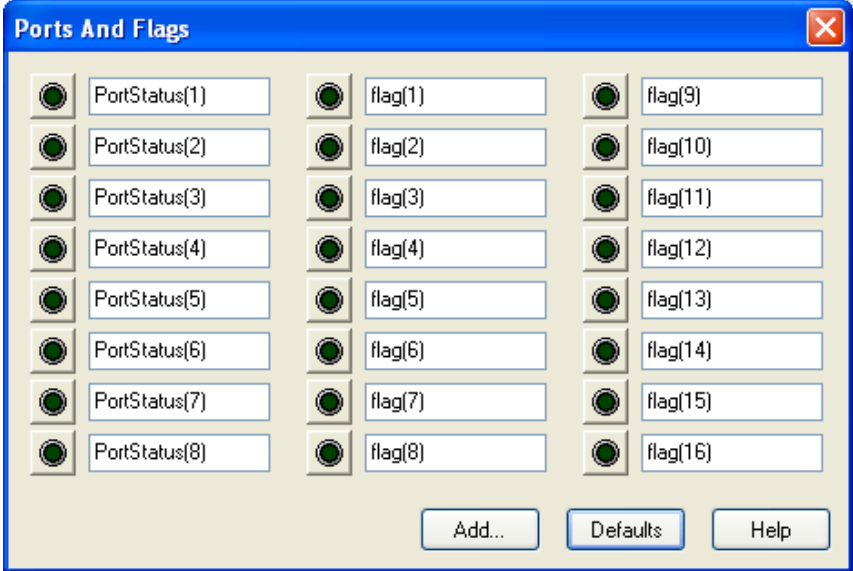 Ports And Flags
PortStatus(1) flag(1) flag(9)
PortStatus(2) flag(2) flag(10)
PortStatus(3) flag(3) flag(11)
PortStatus(4) flag(4) flag(12)
PortStatus(5) flag(5) flag(13)
PortStatus(6) flag(6) flag(14)
PortStatus(7) flag(7) flag(15)
PortStatus(8) flag(8) flag(16)
Add... Defaults Help